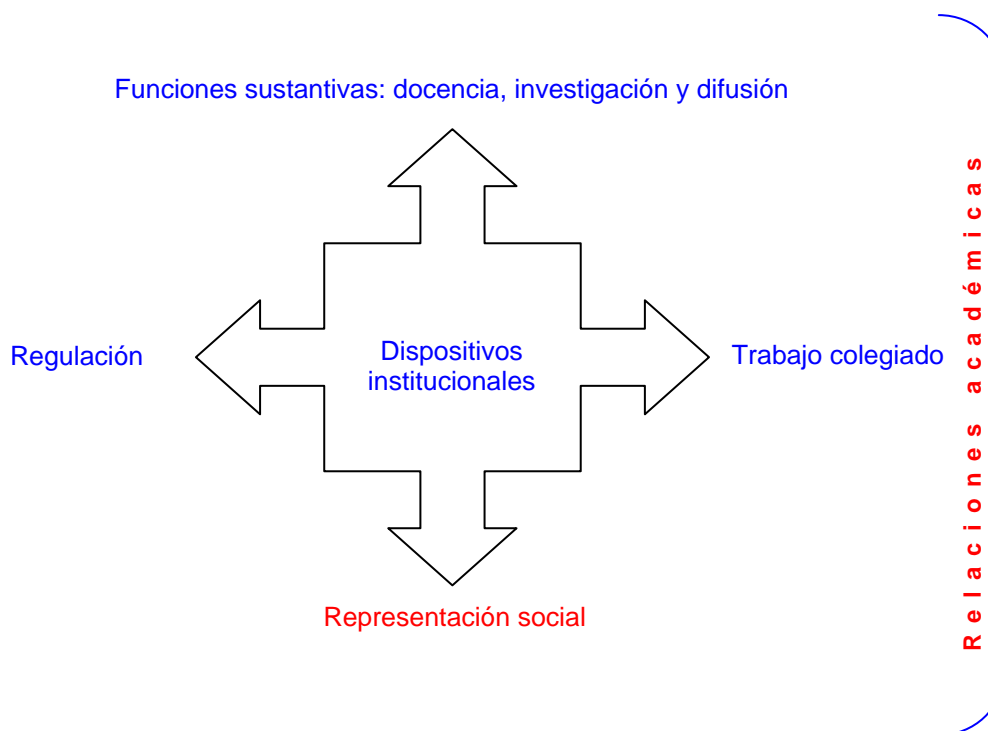 Funciones sustantivas: docencia, investigación y difusión
Regulación
Dispositivos
institucionales
Trabajo colegiado
Representación social
Relaciones académicas